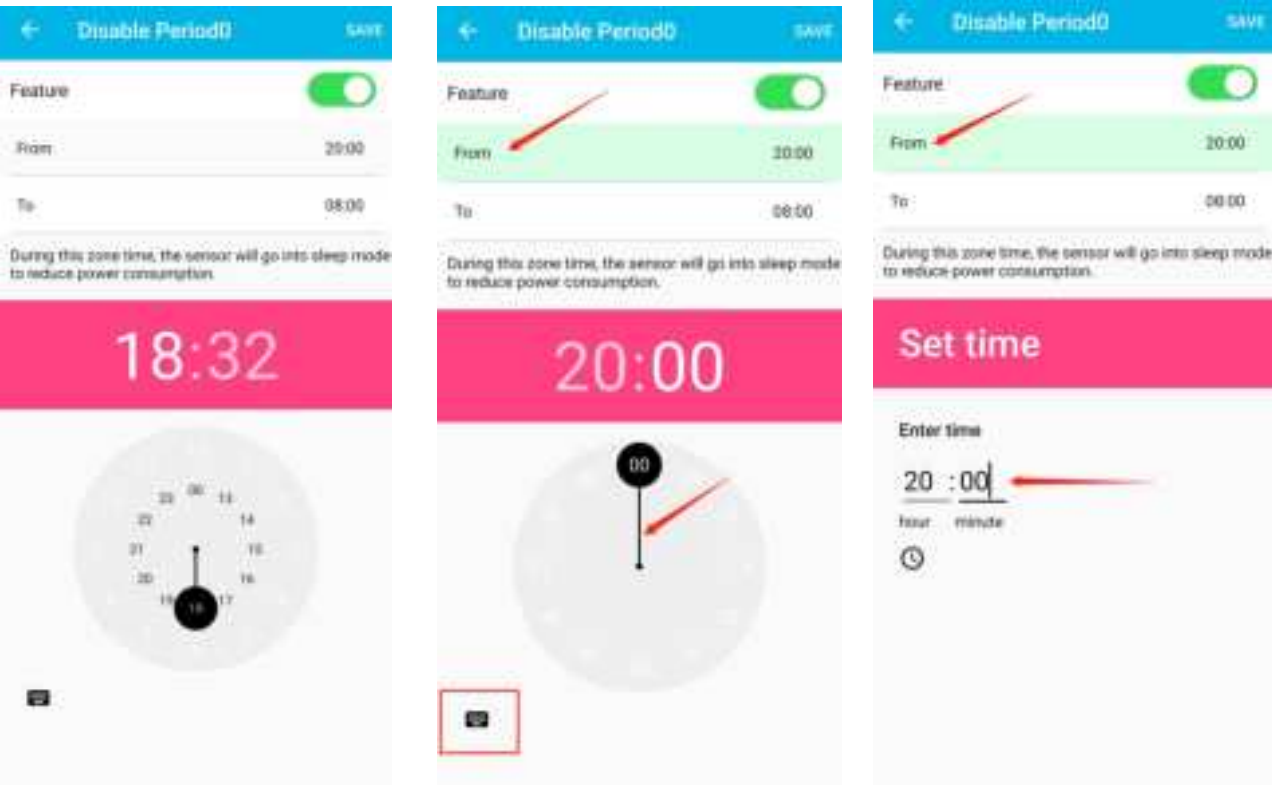 Disable Period0 SAVE
Feature
From 20:00
To 08:00
During this zone time, the sensor will go into sleep mode
to reduce power consumption.
18:32
23 00 13
22 14
21 15
20 16
19 18 17
Disable Period0 SAVE
Feature
From 20:00
To 08:00
During this zone time, the sensor will go into sleep mode
to reduce power consumption.
20:00
00
Disable Period0 SAVE
Feature
From 20:00
To 08:00
During this zone time, the sensor will go into sleep mode
to reduce power consumption.
Set time
Enter time
20 : 00
hour minute